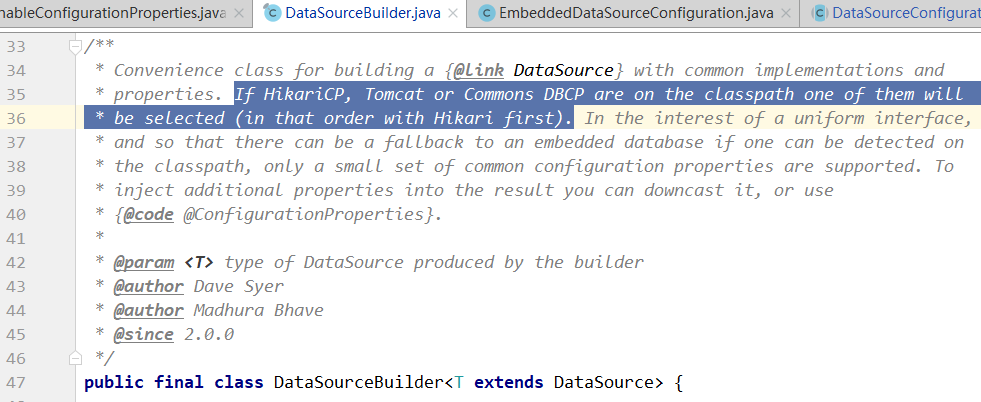 nableConfigurationProperties.java × DataSourceBuilder.java × EmbeddedDataSourceConfiguration.java × DataSourceConfigurat
33 /**
34 * Convenience class for building a {@link DataSource} with common implementations and
35 * properties. If HikariCP, Tomcat or Commons DBCP are on the classpath one of them will
36 * be selected (in that order with Hikari first). In the interest of a uniform interface,
37 * and so that there can be a fallback to an embedded database if one can be detected on
38 * the classpath, only a small set of common configuration properties are supported. To
39 * inject additional properties into the result you can downcast it, or use
40 * {@code @ConfigurationProperties}.
41 *
42 * @param <T> type of DataSource produced by the builder
43 * @author Dave Syer
44 * @author Madhura Bhave
45 * @since 2.0.0
46 */
47 public final class DataSourceBuilder<T extends DataSource> {